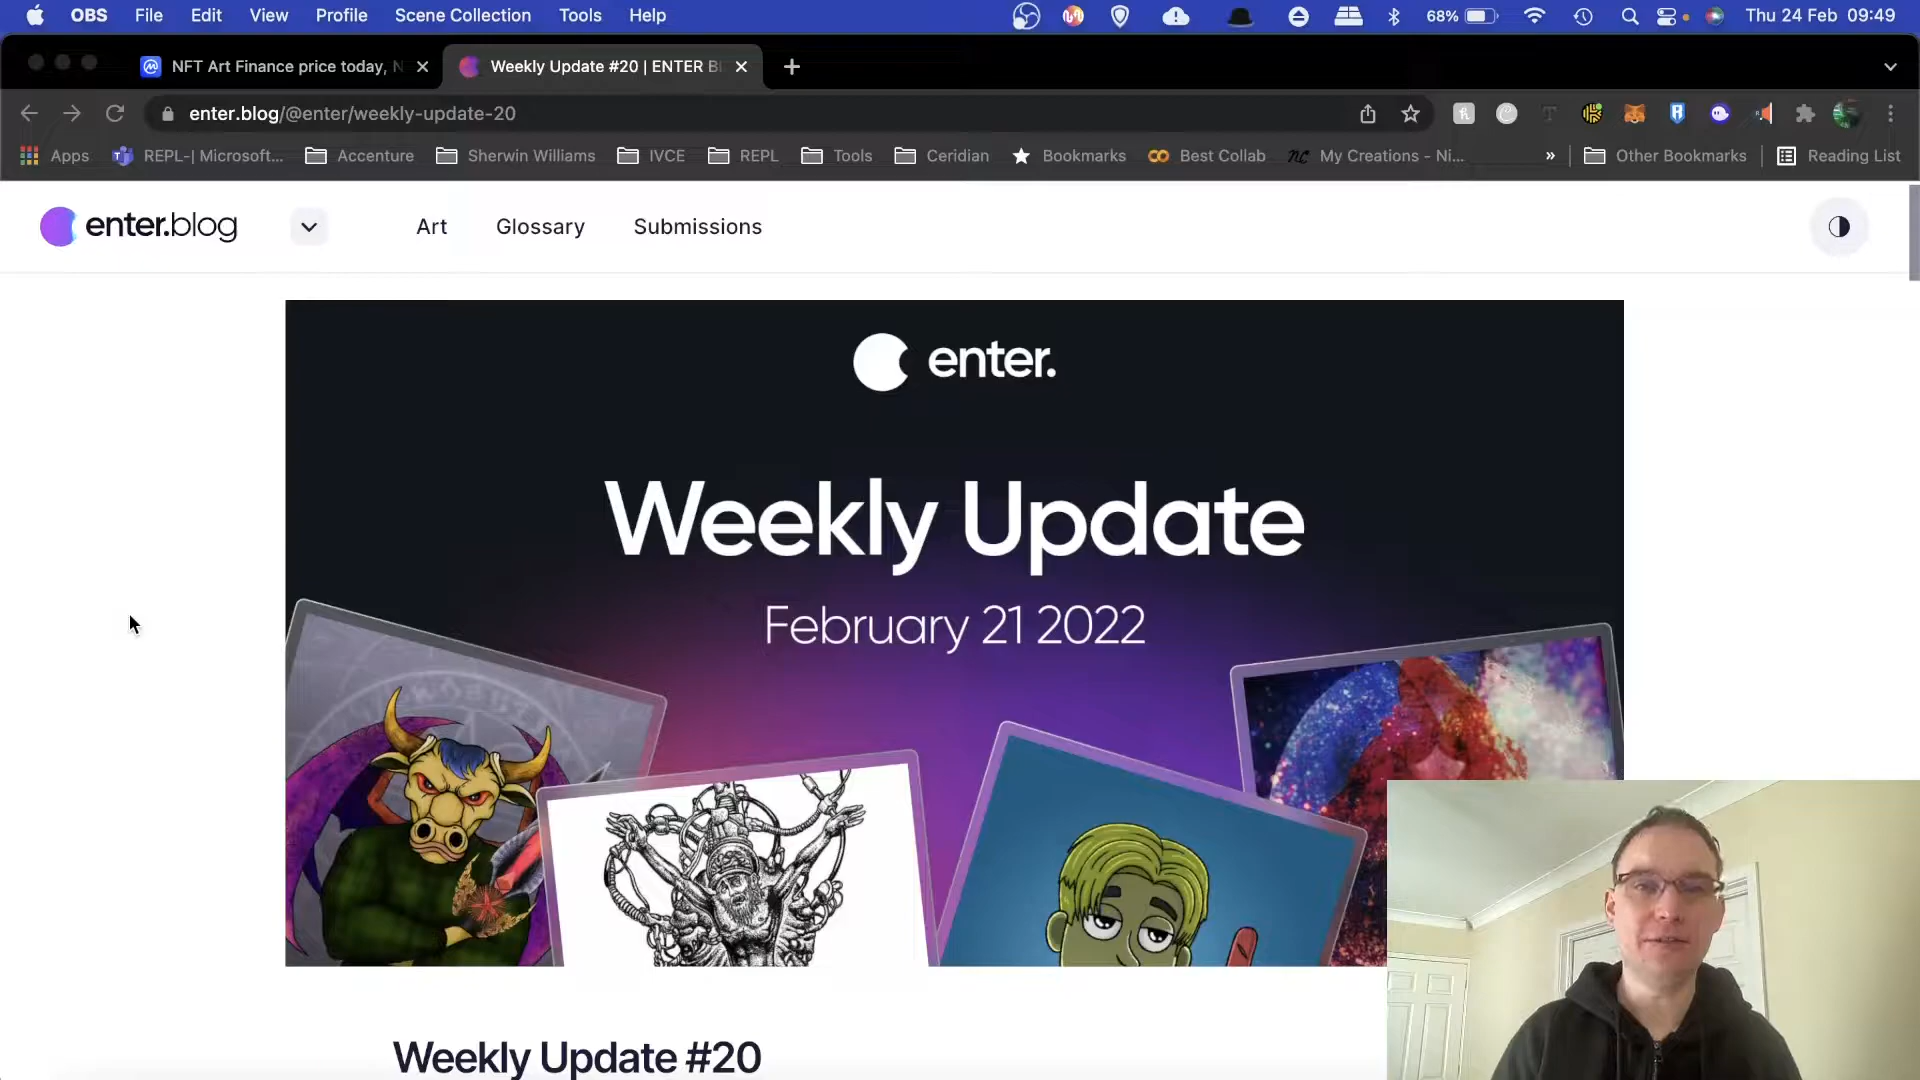 OBS File Edit View Profile Scene Collection Tools Help 68% Thu 24 Feb 09:49
NFT Art Finance price today, N Weekly Update #20 | ENTER Bl
enter.blog/@enter/weekly-update-20
Apps REPL-| Microsoft... Accenture Sherwin Williams IVCE REPL Tools Ceridian Bookmarks Best Collab My Creations - Ni... » Other Bookmarks Reading List
enter.blog Art Glossary Submissions
enter.
Weekly Update
February 21 2022
Weekly Update #20